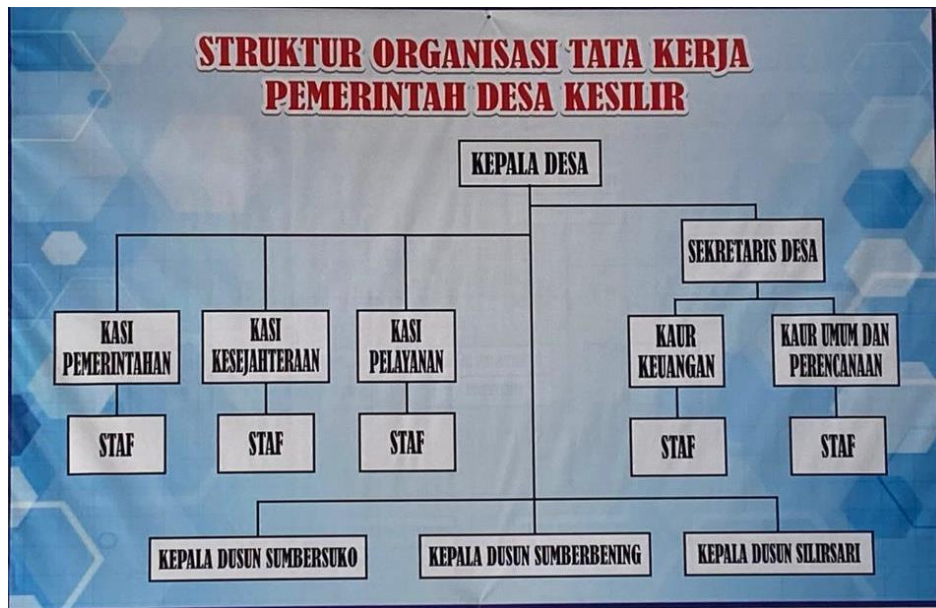 STRUKTUR ORGANISASI TATA KERJA
PEMERINTAH DESA KESILIR
KEPALA DESA
SEKRETARIS DESA
KASI
PEMERINTAHAN
KASI
KESEJAHTERAAN
KASI
PELAYANAN
KAUR
KEUANGAN
KAUR UMUM DAN
PERENCANAAN
STAF
STAF
STAF
STAF
STAF
KEPALA DUSUN SUMBERSUKO
KEPALA DUSUN SUMBERBENING
KEPALA DUSUN SILIRSARI